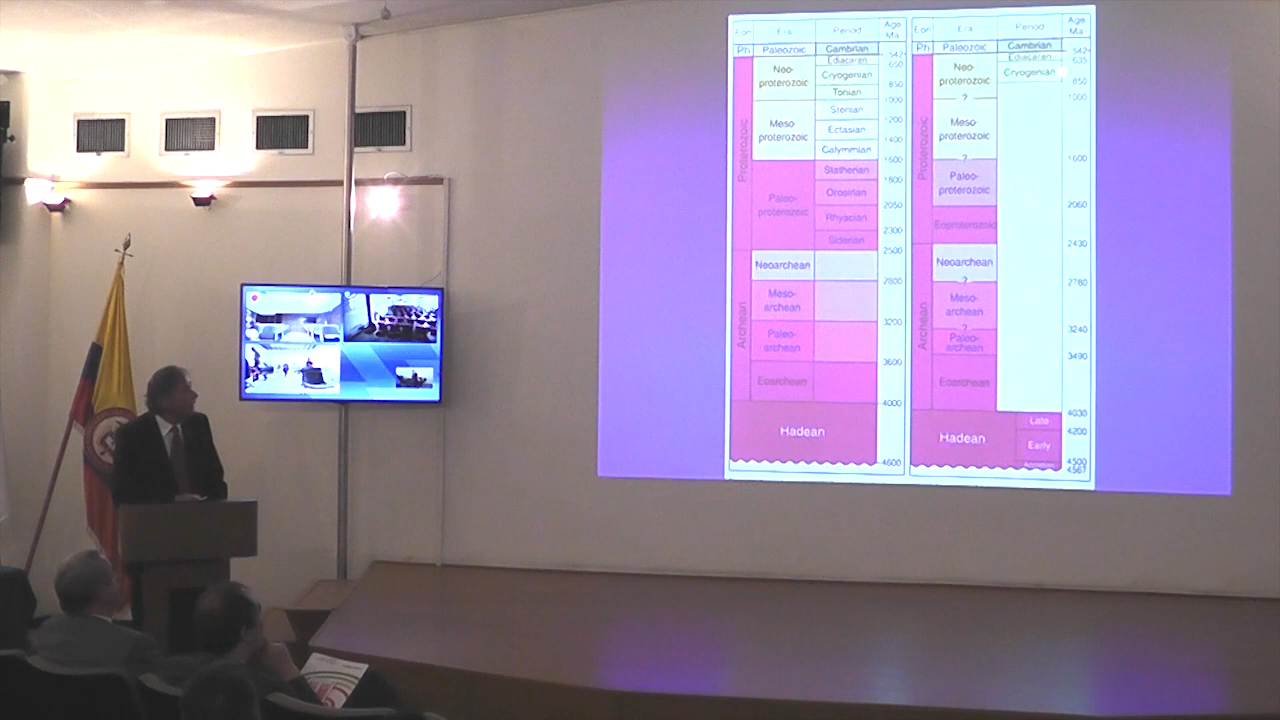 Eon Era Period Age Ma
Ph Paleozoic Cambrian 542
Ediacaran 630
Neo-
proterozoic
Cryogenian 850
Tonian 1000
Proterozoic
Meso-
proterozoic
Stenian 1200
Ectasian 1400
Calymmian 1600
Paleo-
proterozoic
Statherian 1800
Orosirian 2050
Rhyacian 2300
Siderian 2500
Archean
Neoarchean 2800
Meso-
archean 3200
Paleo-
archean 3600
Eoarchean 4000
Hadean 4600
Eon Era Period Age Ma
Ph Paleozoic Cambrian 542
Ediacaran 635
Neo-
proterozoic
Cryogenian 850
? 1000
Proterozoic
Meso-
proterozoic
? 1600
Paleo-
proterozoic 2060
Eoproterozoic 2430
Archean
Neoarchean
? 2780
Meso-
archean
? 3240
Paleo-
archean 3490
Eoarchean 4030
Hadean
Late 4200
Early 4500
4567